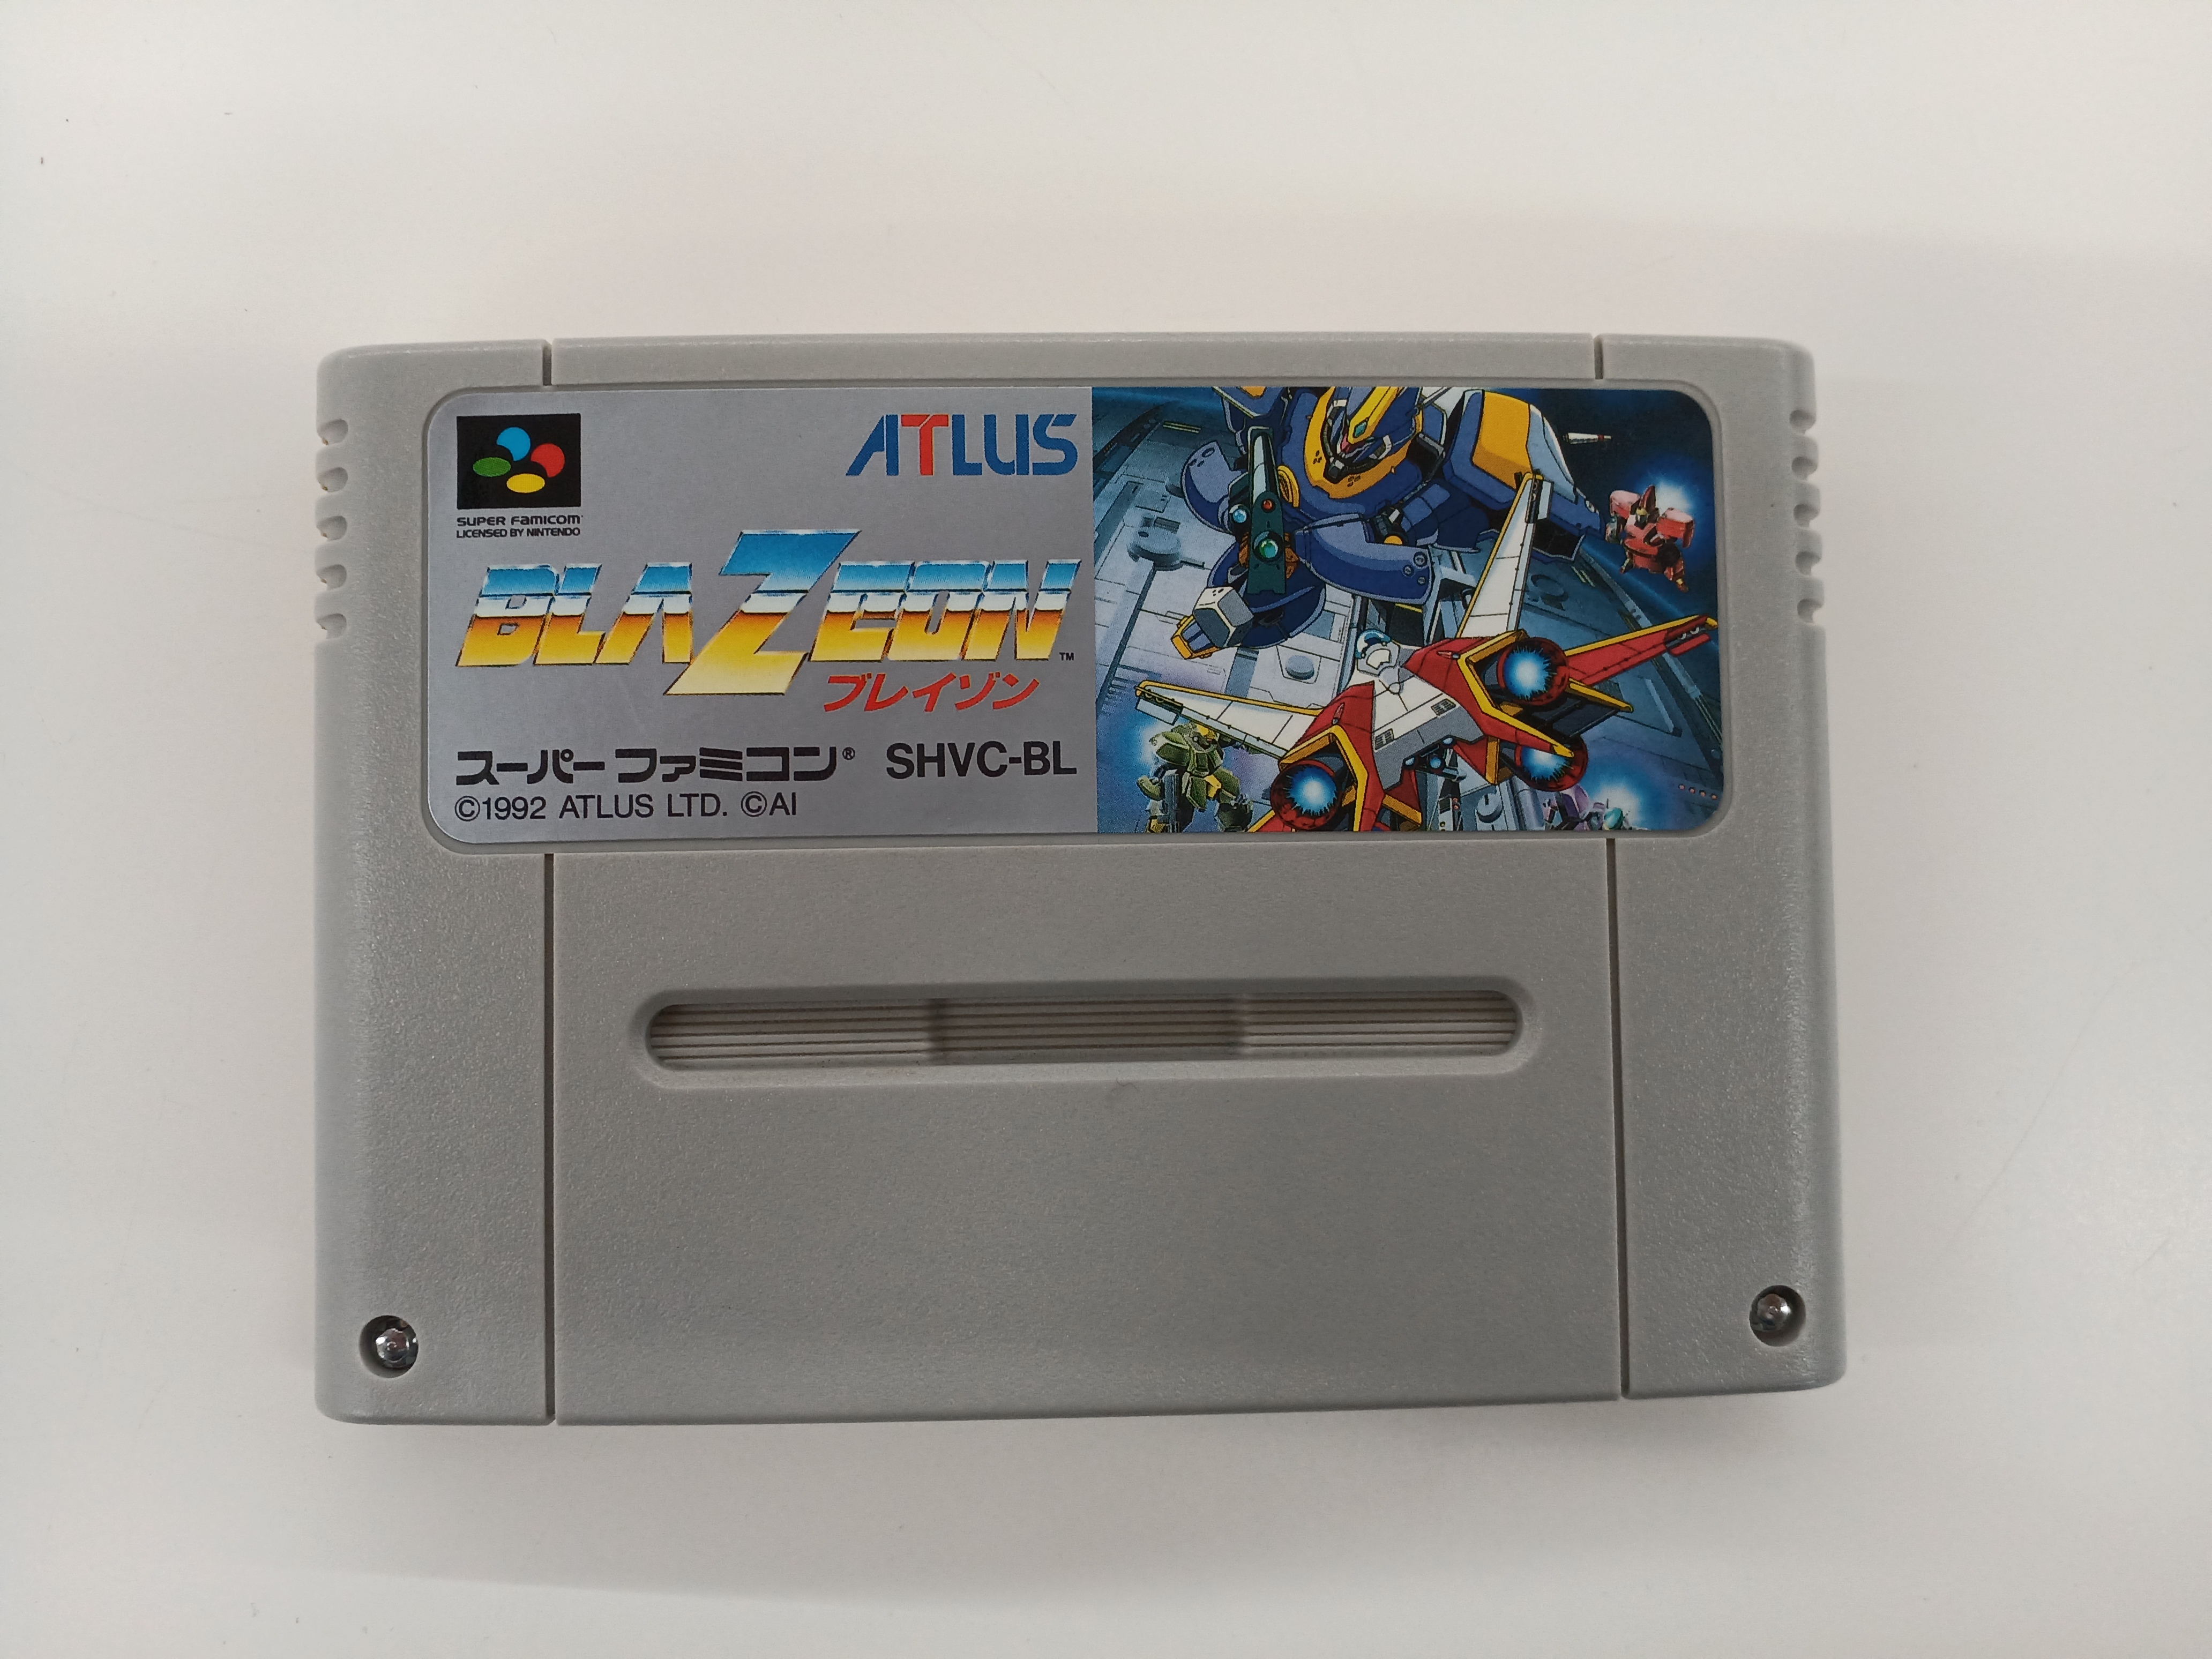 ATLUS
SUPER FAMICOM
LICENSED BY NINTENDO
BLAZEON™
ブレイゾン
スーパーファミコン® SHVC-BL
©1992 ATLUS LTD. ©AI